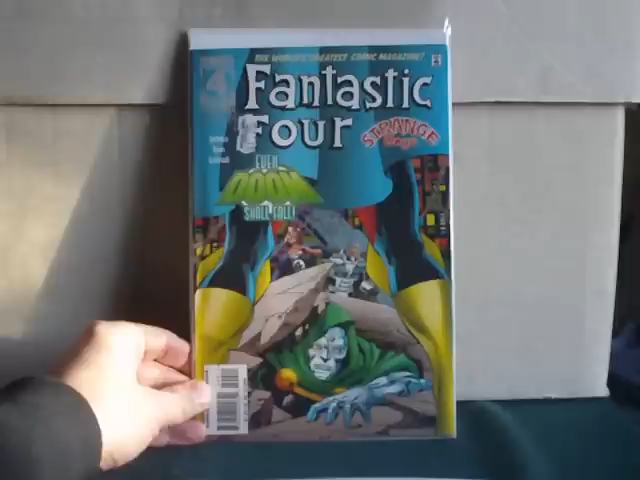 THE WORLD'S GREATEST COMIC MAGAZINE!
Fantastic
Four
STRANGE
Days
EVEN
DOOM
SHALL FALL!